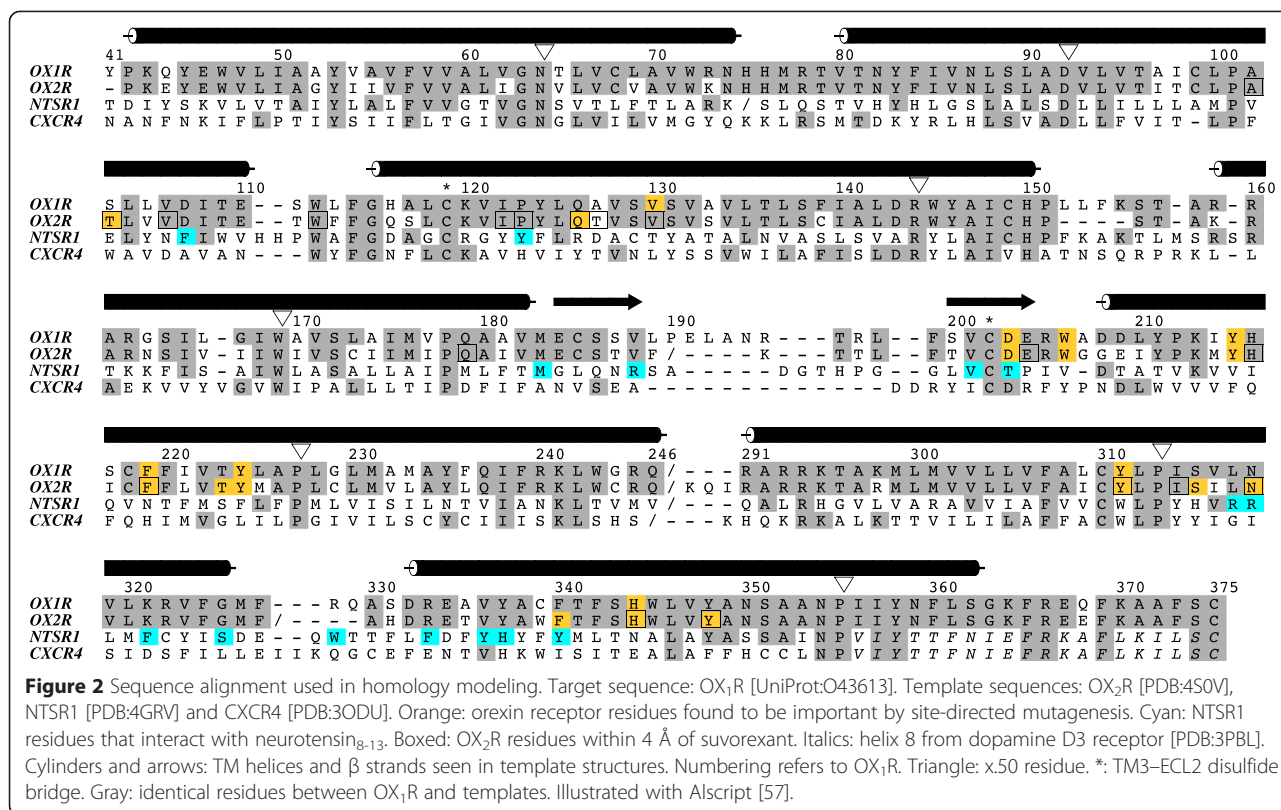 41 50 60 70 80 90 100
OX1R Y P K Q Y E W V L I A A Y V A V F V V A L V G N T L V C L A V W R N H H M R T V T N Y F I V N L S L A D V L V T A I C L P A
OX2R - P K E Y E W V L I A G Y I I V F V V A L I G N V L V C V A V W K N H H M R T V T N Y F I V N L S L A D V L V T I T C L P A
NTSR1 T D I Y S K V L V T A I Y L A L F V V G T V G N S V T L F T L A R K / S L Q S T V H Y H L G S L A L S D L L I L L L A M P V
CXCR4 N A N F N K I F L P T I Y S I I F L T G I V G N G L V I L V M G Y Q K K L R S M T D K Y R L H L S V A D L L F V I T - L P F
110 * 120 130 140 150 160
OX1R S L L V D I T E - - S W L F G H A L C K V I P Y L Q A V S V S V A V L T L S F I A L D R W Y A I C H P L L F K S T - A R - R
OX2R T L V V D I T E - - T W F F G Q S L C K V I P Y L Q T V S V S V S V L T L S C I A L D R W Y A I C H P - - - - S T - A K - R
NTSR1 E L Y N F I W V H H P W A F G D A G C R G Y Y F L R D A C T Y A T A L N V A S L S V A R Y L A I C H P F K A K T L M S R S R
CXCR4 W A V D A V A N - - - W Y F G N F L C K A V H V I Y T V N L Y S S V W I L A F I S L D R Y L A I V H A T N S Q R P R K L - L
170 180 190 200 * 210
OX1R A R G S I L - G I W A V S L A I M V P Q A A V M E C S S V L P E L A N R - - - T R L - - F S V C D E R W A D D L Y P K I Y H
OX2R A R N S I V - I I W I V S C I I M I P Q A I V M E C S T V F / - - - - K - - - T T L - - F T V C D E R W G G E I Y P K M Y H
NTSR1 T K K F I S - A I W L A S A L L A I P M L F T M G L Q N R S A - - - - D G T H P G - G L V C T P I V - D T A T V K V V I
CXCR4 A E K V V Y V G V W I P A L L L T I P D F I F A N V S E A - - - - - - - - - - - - D D R Y I C D R F Y P N D L W V V V F Q
220 230 240 246 291 300 310
OX1R S C F F I V T Y L A P L G L M A M A Y F Q I F R K L W G R Q / - - - R A R R K T A K M L M V V L L V F A L C Y L P I S V L N
OX2R I C F F L V T Y M A P L C L M V L A Y L Q I F R K L W C R Q / K Q I R A R R K T A R M L M V V L L V F A I C Y L P I S I L N
NTSR1 Q V N T F M S F L F P M L V I S I L N T V I A N K L T V M V / - - - Q A L R H G V L V A R A V V I A F V V C W L P Y H V R R
CXCR4 F Q H I M V G L I L P G I V I L S C Y C I I I S K L S H S / - - - K H Q K R K A L K T T V I L I L A F F A C W L P Y Y I G I
320 330 340 350 360 370 375
OX1R V L K R V F G M F - - - R Q A S D R E A V Y A C F T F S H W L V Y A N S A A N P I I Y N F L S G K F R E Q F K A A F S C
OX2R V L K R V F G M F / - - - - A H D R E T V Y A W F T F S H W L V Y A N S A A N P I I Y N F L S G K F R E E F K A A F S C
NTSR1 L M F C Y I S D E - - Q W T T F L F D F Y H Y F Y M L T N A L A Y A S S A I N P V I Y T T F N I E F R K A F L K I L S C
CXCR4 S I D S F I L L E I I K Q G C E F E N T V H K W I S I T E A L A F F H C C L N P V I Y T T F N I E F R K A F L K I L S C
Figure 2 Sequence alignment used in homology modeling. Target sequence: OX1R [UniProt:O43613]. Template sequences: OX2R [PDB:4S0V],
NTSR1 [PDB:4GRV] and CXCR4 [PDB:3ODU]. Orange: orexin receptor residues found to be important by site-directed mutagenesis. Cyan: NTSR1
residues that interact with neurotensin8-13. Boxed: OX2R residues within 4 Å of suvorexant. Italics: helix 8 from dopamine D3 receptor [PDB:3PBL].
Cylinders and arrows: TM helices and β strands seen in template structures. Numbering refers to OX1R. Triangle: x.50 residue. *: TM3–ECL2 disulfide
bridge. Gray: identical residues between OX1R and templates. Illustrated with Alscript [57].